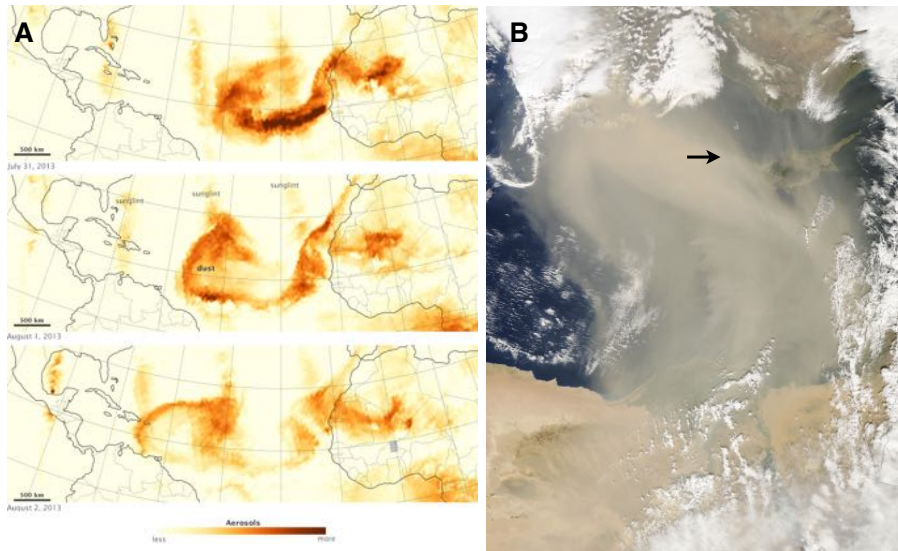 A
500 km
July 31, 2013
sunglint
sunglint
sunglint
dust
500 km
August 1, 2013
500 km
August 2, 2013
Aerosols
less
more
B